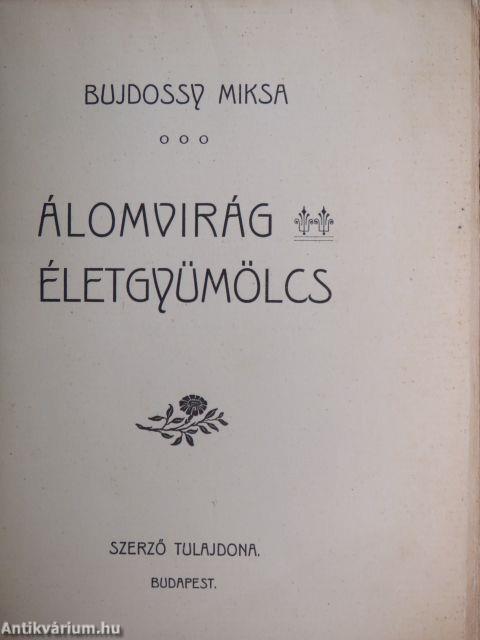 BUJDOSSY MIKSA
o o o
ÁLOMVIRÁG
ÉLETGYÜMÖLCS
SZERZŐ TULAJDONA.
BUDAPEST.
Antikvárium.hu